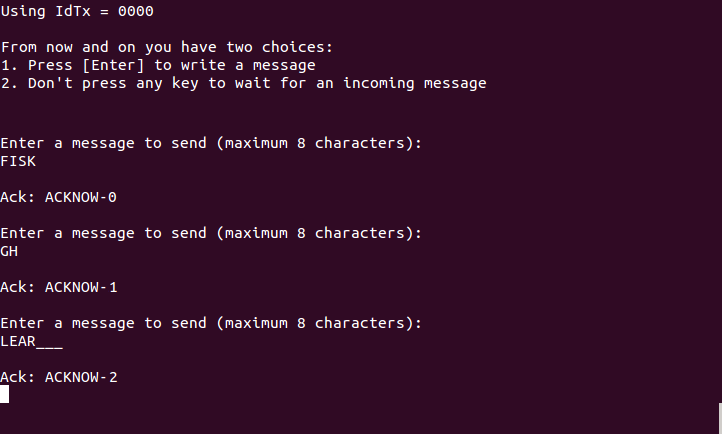 Using IdTx = 0000
From now and on you have two choices:
1. Press [Enter] to write a message
2. Don't press any key to wait for an incoming message
Enter a message to send (maximum 8 characters):
FISK
Ack: ACKNOW-0
Enter a message to send (maximum 8 characters):
GH
Ack: ACKNOW-1
Enter a message to send (maximum 8 characters):
LEAR___
Ack: ACKNOW-2